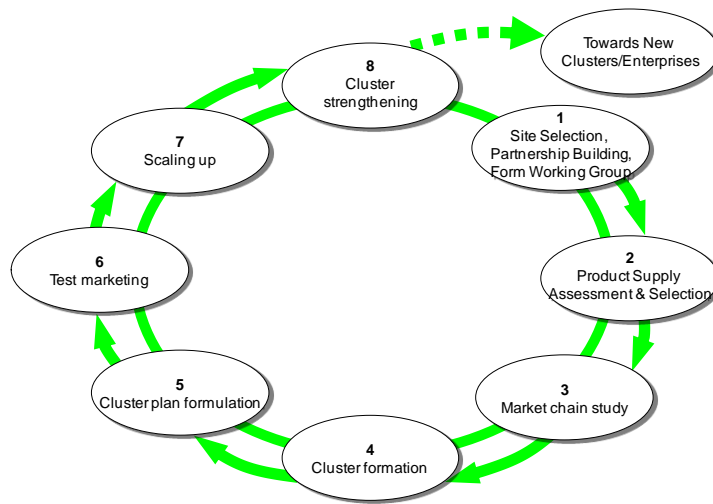 8
Cluster
strengthening
Towards New
Clusters/Enterprises
1
Site Selection,
Partnership Building,
Form Working Group
2
Product Supply
Assessment & Selection
3
Market chain study
4
Cluster formation
5
Cluster plan formulation
6
Test marketing
7
Scaling up